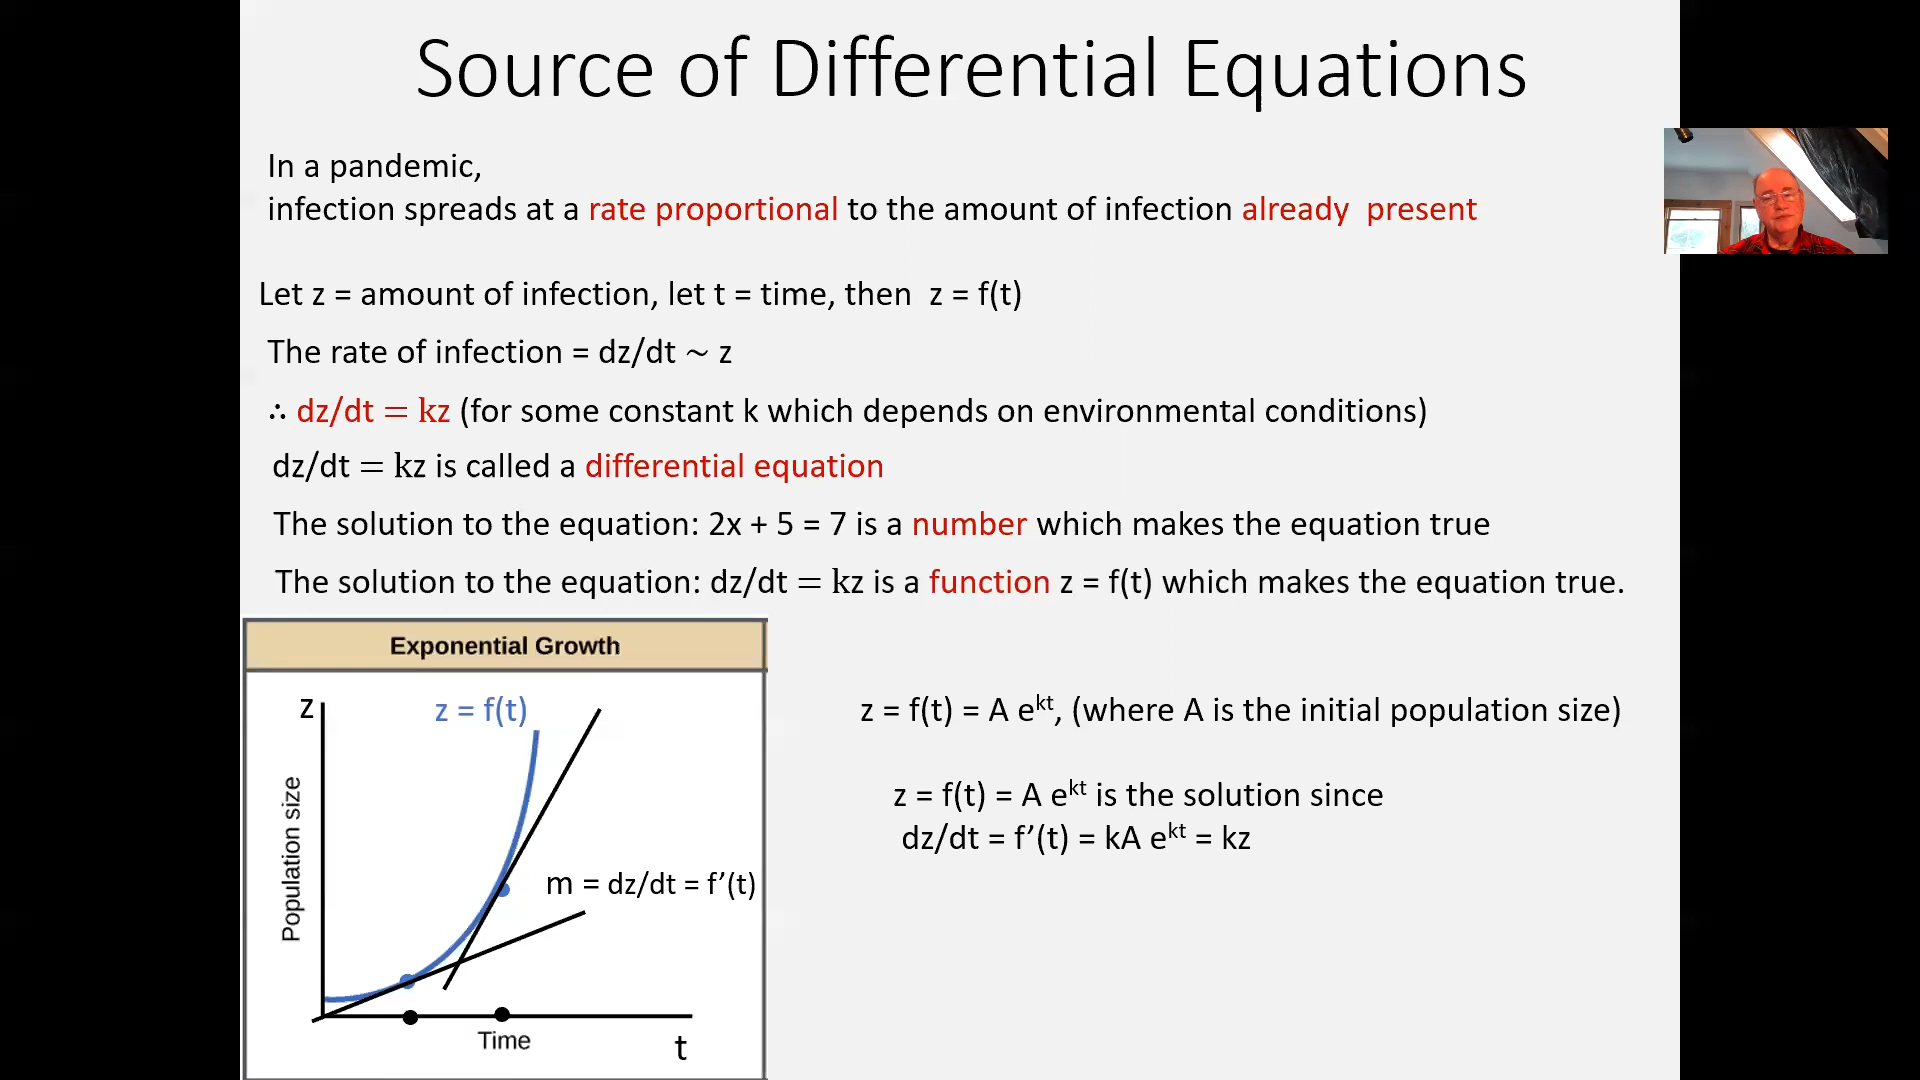 Source of Differential Equations
In a pandemic,
infection spreads at a rate proportional to the amount of infection already present
Let z = amount of infection, let t = time, then z = f(t)
The rate of infection = dz/dt ~ z
∴ dz/dt = kz (for some constant k which depends on environmental conditions)
dz/dt = kz is called a differential equation
The solution to the equation: 2x + 5 = 7 is a number which makes the equation true
The solution to the equation: dz/dt = kz is a function z = f(t) which makes the equation true.
Exponential Growth
z
z = f(t)
Population size
m = dz/dt = f’(t)
Time
t
z = f(t) = A e^kt, (where A is the initial population size)
z = f(t) = A e^kt is the solution since
dz/dt = f’(t) = kA e^kt = kz